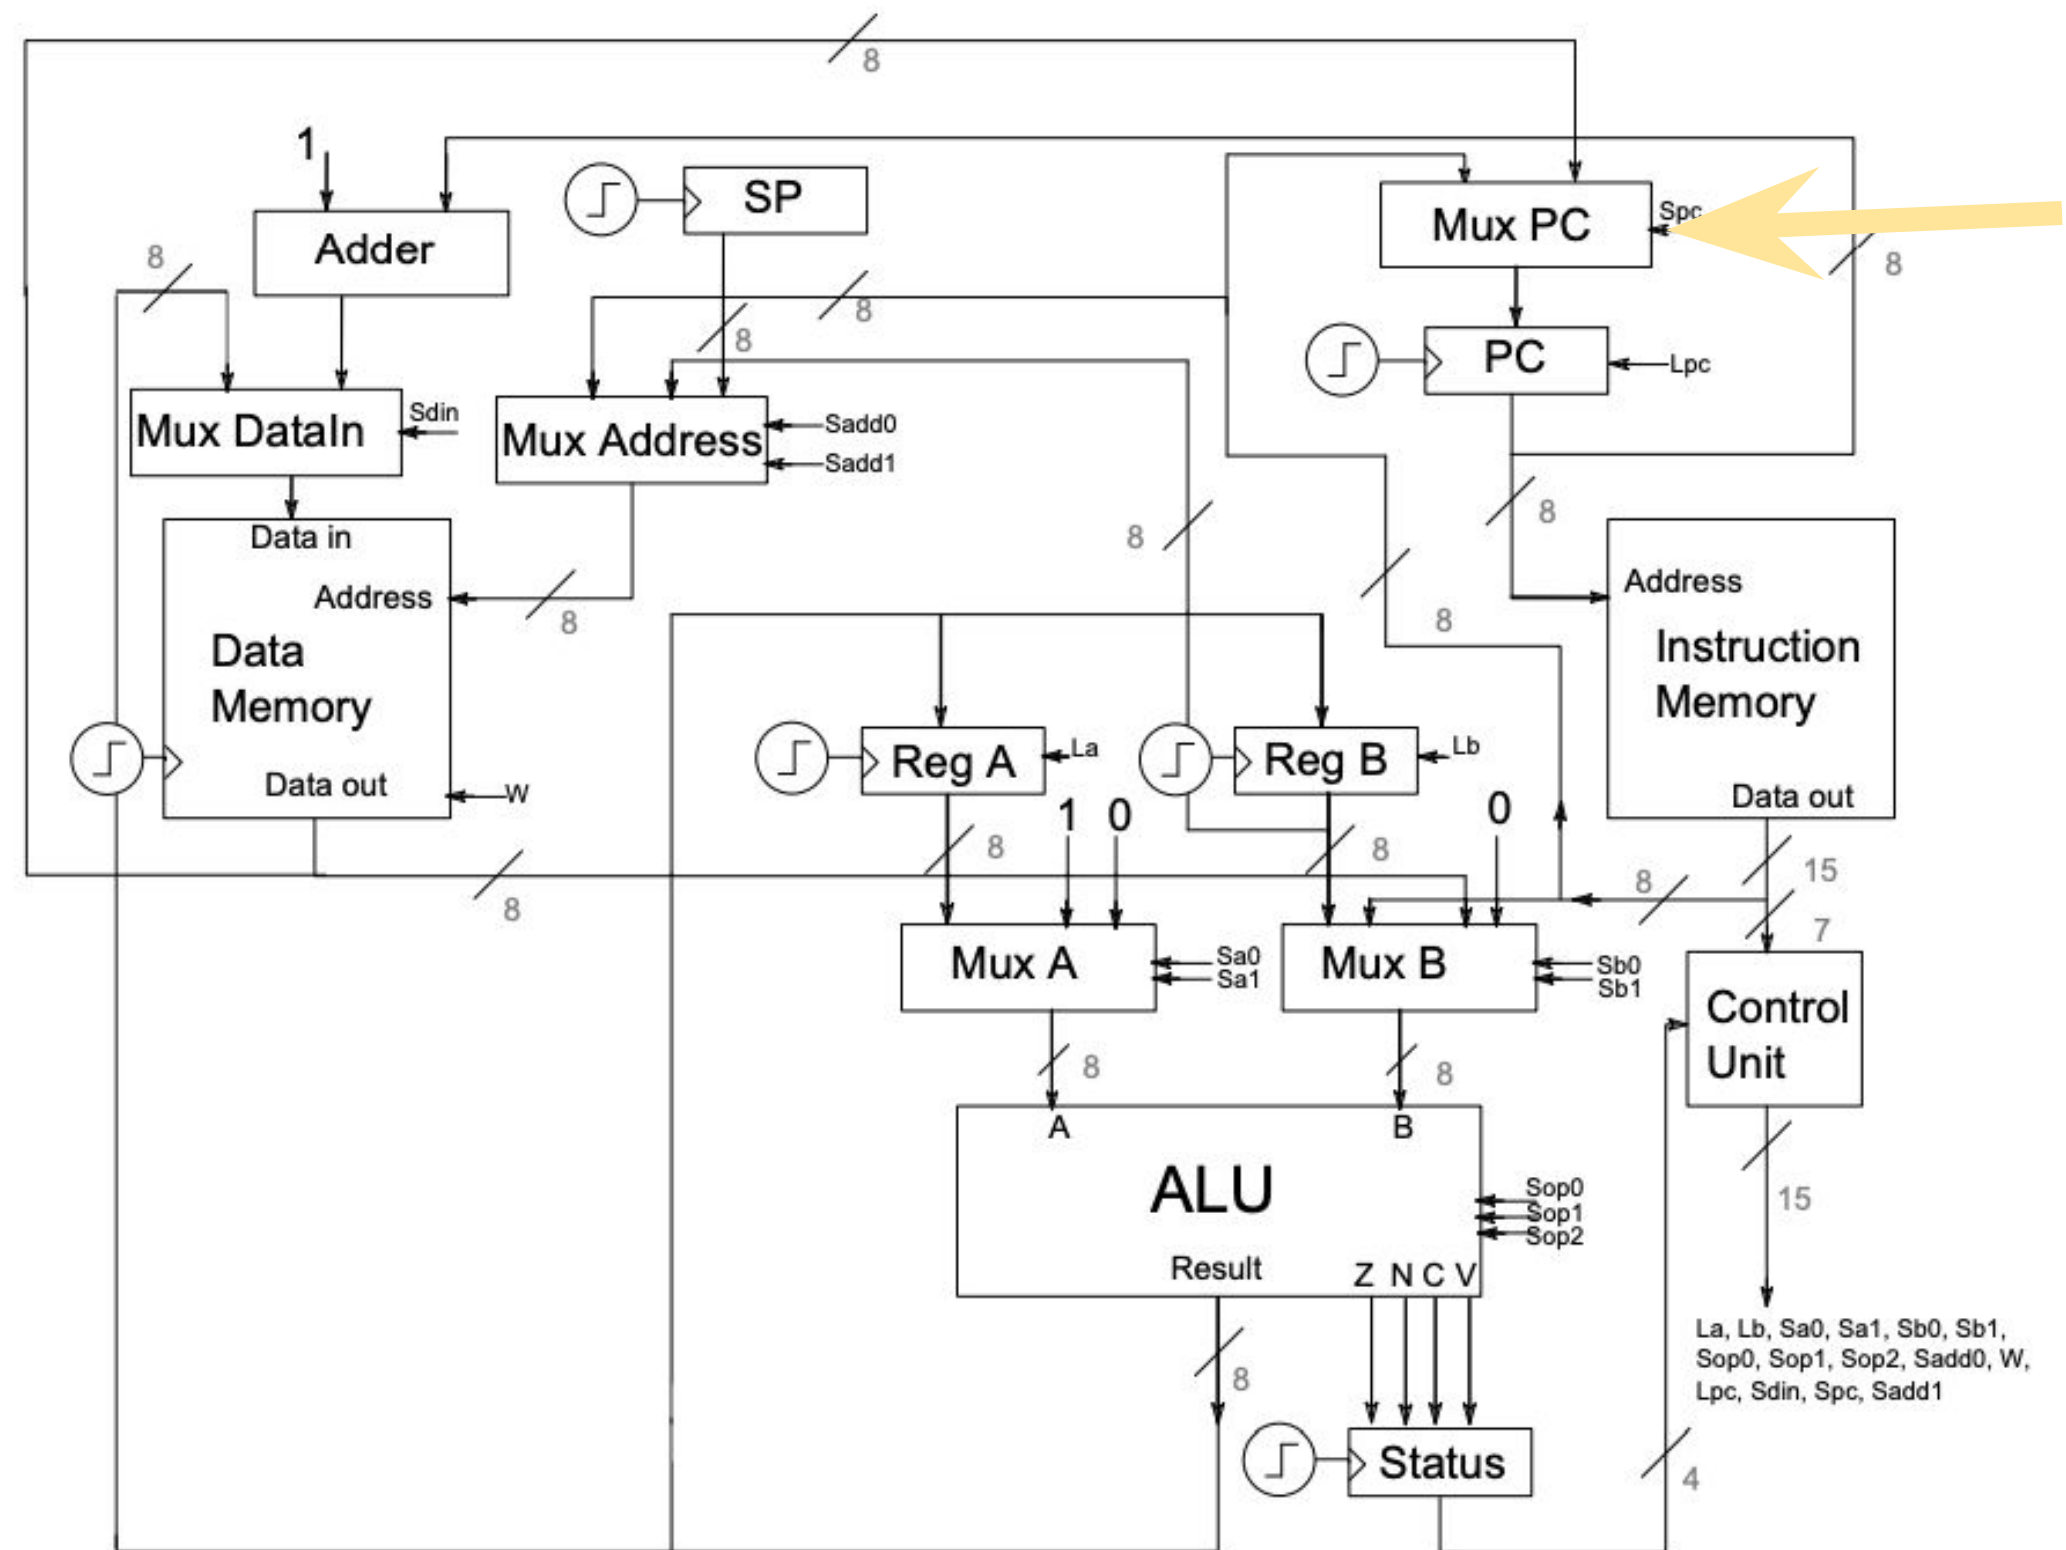 8
1
SP
Mux PC
Spc
Adder
8
8
8
8
PC
Lpc
Mux DataIn
Sdin
Mux Address
Sadd0
Sadd1
8
8
Data in
Address
8
Address
8
Data
Memory
Instruction
Memory
Reg A
La
Reg B
Lb
Data out
W
Data out
1 0
0
8
8
15
8
8
7
Mux A
Sa0
Sa1
Mux B
Sb0
Sb1
Control
Unit
8
8
A
B
ALU
Sop0
Sop1
Sop2
15
Result
Z N C V
La, Lb, Sa0, Sa1, Sb0, Sb1,
Sop0, Sop1, Sop2, Sadd0, W,
Lpc, Sdin, Spc, Sadd1
8
Status
4